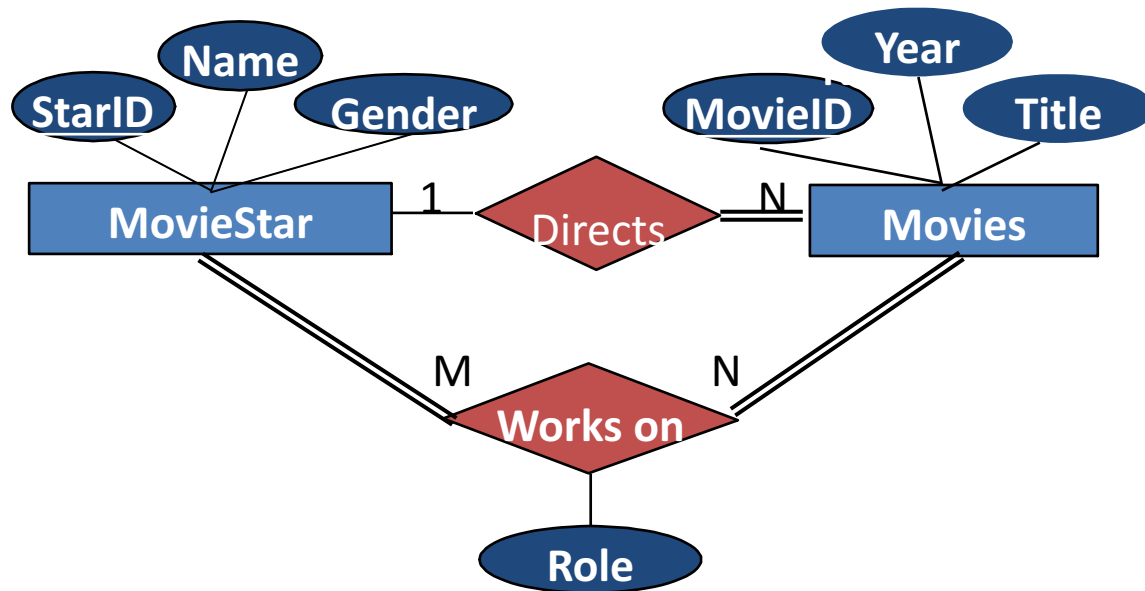 Name
Year
StarID
Gender
MovieID
Title
MovieStar
1
Directs
N
Movies
M
N
Works on
Role